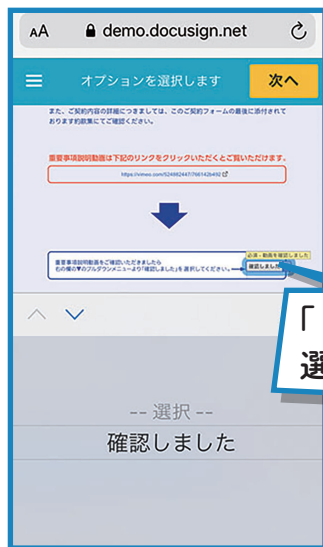 AA demo.docusign.net
オプションを選択します 次へ
また、ご契約内容の詳細につきましては、このご契約フォームの最後に添付されて
おります約款集にてご確認ください。
重要事項説明動画は下記のリンクをクリックいただくとご覧いただけます。
https://vimeo.com/524982447/766142b492
必須 - 動画を確認しました
重要事項説明動画をご確認いただきましたら
右の欄の▼のプルダウンメニューより「確認しました」を選択してください。
確認しました
「
選
-- 選択 --
確認しました